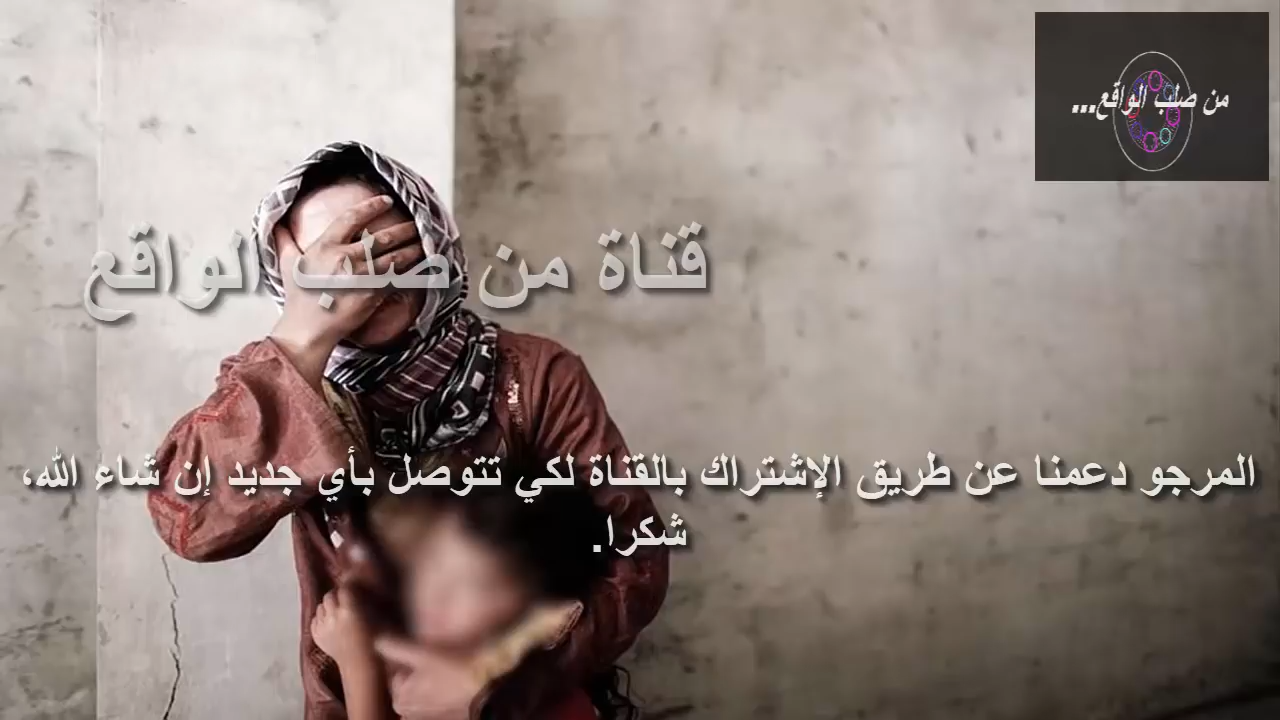 من صلب الواقع...
قناة من صلب الواقع
المرجو دعمنا عن طريق الإشتراك بالقناة لكي تتوصل بأي جديد إن شاء الله،
شكرا.